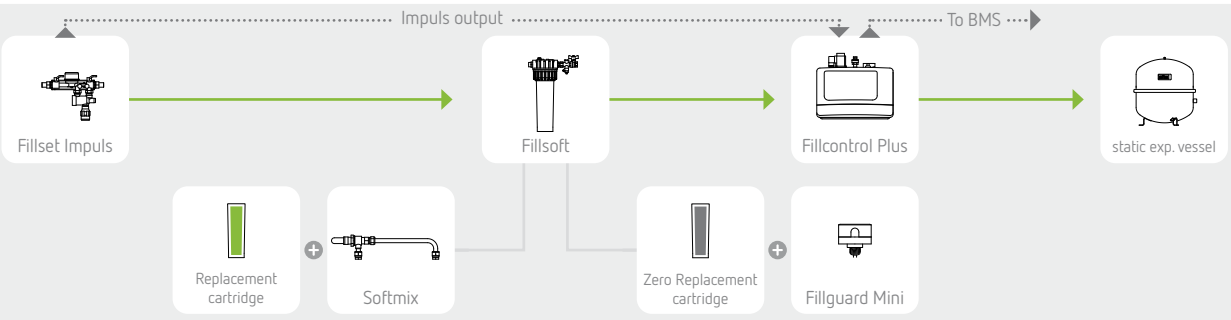 Impuls output
To BMS
Fillset Impuls
Fillsoft
Fillcontrol Plus
static exp. vessel
Replacement
cartridge
Softmix
Zero Replacement
cartridge
Fillguard Mini